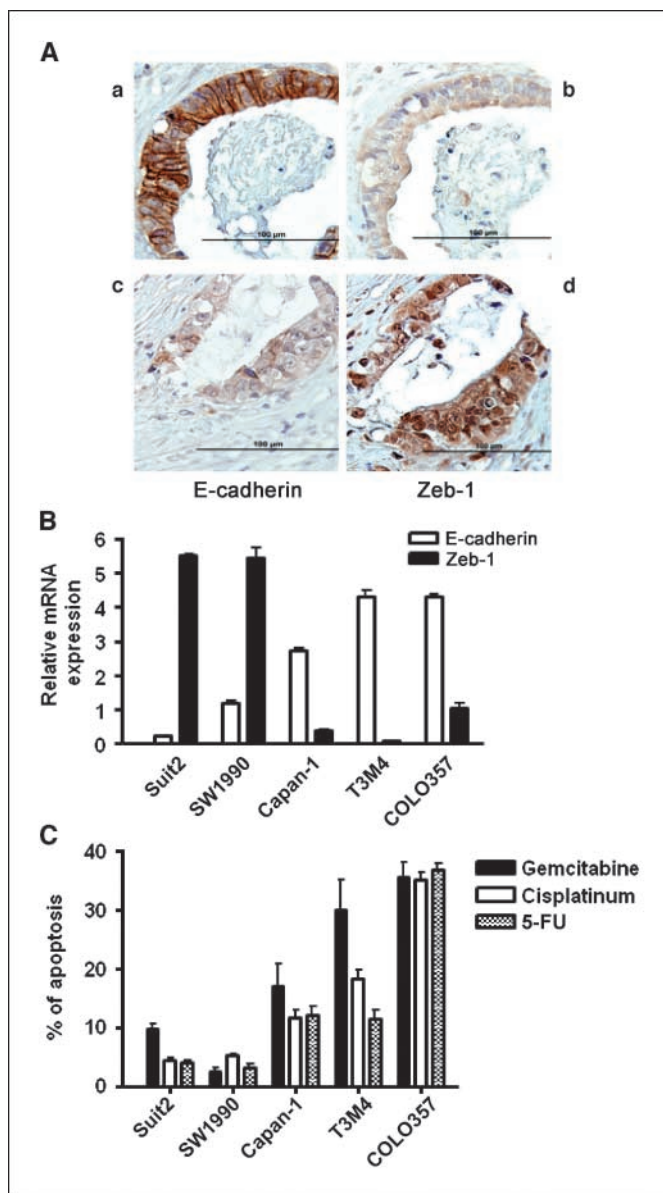 A
a
b
100 µm
100 µm
c
d
100 µm
100 µm
E-cadherin
Zeb-1
B
E-cadherin
Zeb-1
Relative mRNA
expression
6
5
4
3
2
1
0
Suit2
SW1990
Capan-1
T3M4
COLO357
C
Gemcitabine
Cisplatinum
5-FU
% of apoptosis
40
30
20
10
0
Suit2
SW1990
Capan-1
T3M4
COLO357